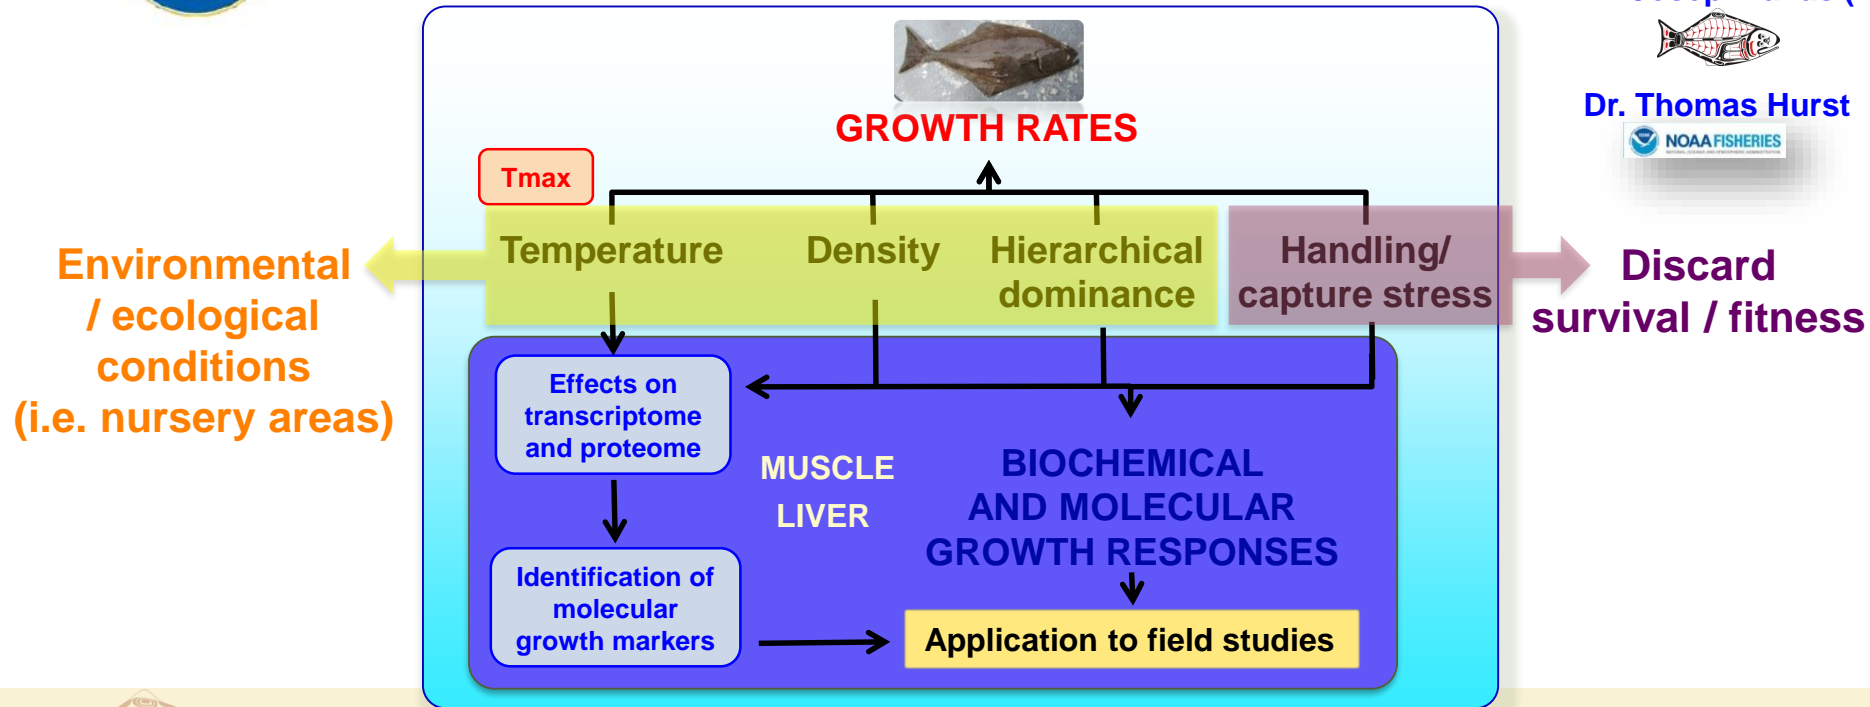 GROWTH RATES
Dr. Thomas Hurst
NOAA FISHERIES
Tmax
Temperature
Density
Hierarchical
dominance
Handling/
capture stress
Environmental
/ ecological
conditions
(i.e. nursery areas)
Discard
survival / fitness
Effects on
transcriptome
and proteome
MUSCLE
LIVER
BIOCHEMICAL
AND MOLECULAR
GROWTH RESPONSES
Identification of
molecular
growth markers
Application to field studies